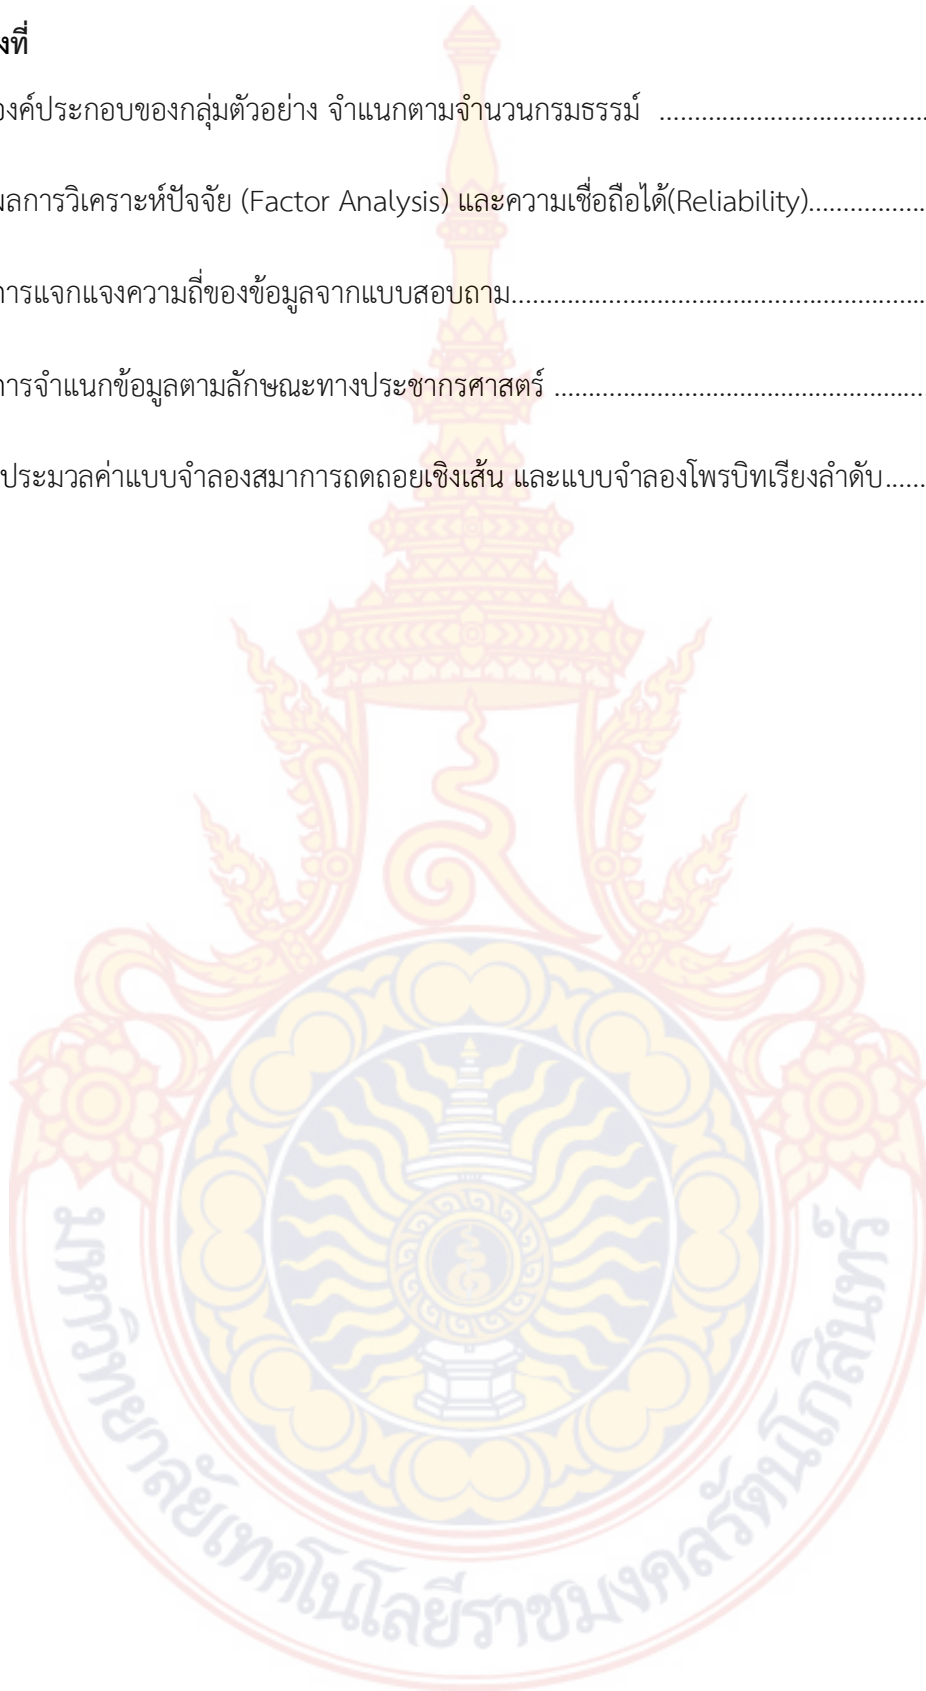 งที่
องค์ประกอบของกลุ่มตัวอย่าง จำแนกตามจำนวนกรมธรรม์ ......................................
ผลการวิเคราะห์ปัจจัย (Factor Analysis) และความเชื่อถือได้(Reliability).................
การแจกแจงความถี่ของข้อมูลจากแบบสอบถาม...........................................................
การจำแนกข้อมูลตามลักษณะทางประชากรศาสตร์ .....................................................
ประมวลค่าแบบจำลองสมาการถดถอยเชิงเส้น และแบบจำลองโพรบิทเรียงลำดับ......
มหาวิทยาลัยเทคโนโลยีราชมงคลรัตนโกสินทร์